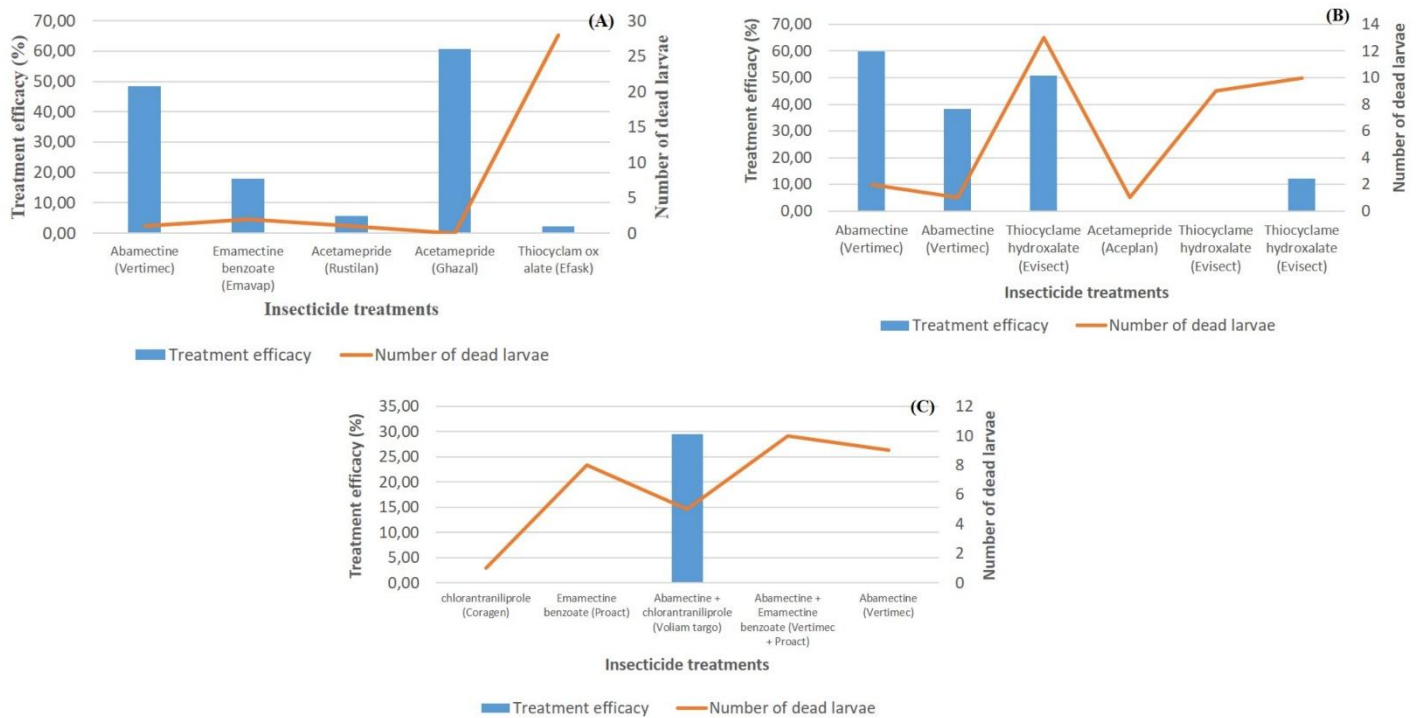 (A)
70,00
60,00
50,00
40,00
30,00
20,00
10,00
0,00
Treatment efficacy (%)
30
25
20
15
10
5
0
Number of dead larvae
Abamectine
(Vertimec)
Emamectine
benzoate
(Emavap)
Acetamepride
(Rustilan)
Acetamepride
(Ghazal)
Thiocyclam ox
alate (Efask)
Insecticide treatments
Treatment efficacy
Number of dead larvae
(B)
70,00
60,00
50,00
40,00
30,00
20,00
10,00
0,00
Treatment efficacy (%)
14
12
10
8
6
4
2
0
Number of dead larvae
Abamectine
(Vertimec)
Abamectine
(Vertimec)
Thiocyclame
hydroxalate
(Evisect)
Acetamepride
(Aceplan)
Thiocyclame
hydroxalate
(Evisect)
Thiocyclame
hydroxalate
(Evisect)
Insecticide treatments
Treatment efficacy
Number of dead larvae
(C)
35,00
30,00
25,00
20,00
15,00
10,00
5,00
0,00
Treatment efficacy (%)
12
10
8
6
4
2
0
Number of dead larvae
chlorantraniliprole
(Coragen)
Emamectine
benzoate (Proact)
Abamectine +
chlorantraniliprole
(Voliam targo)
Abamectine +
Emamectine
benzoate (Vertimec
+ Proact)
Abamectine
(Vertimec)
Insecticide treatments
Treatment efficacy
Number of dead larvae